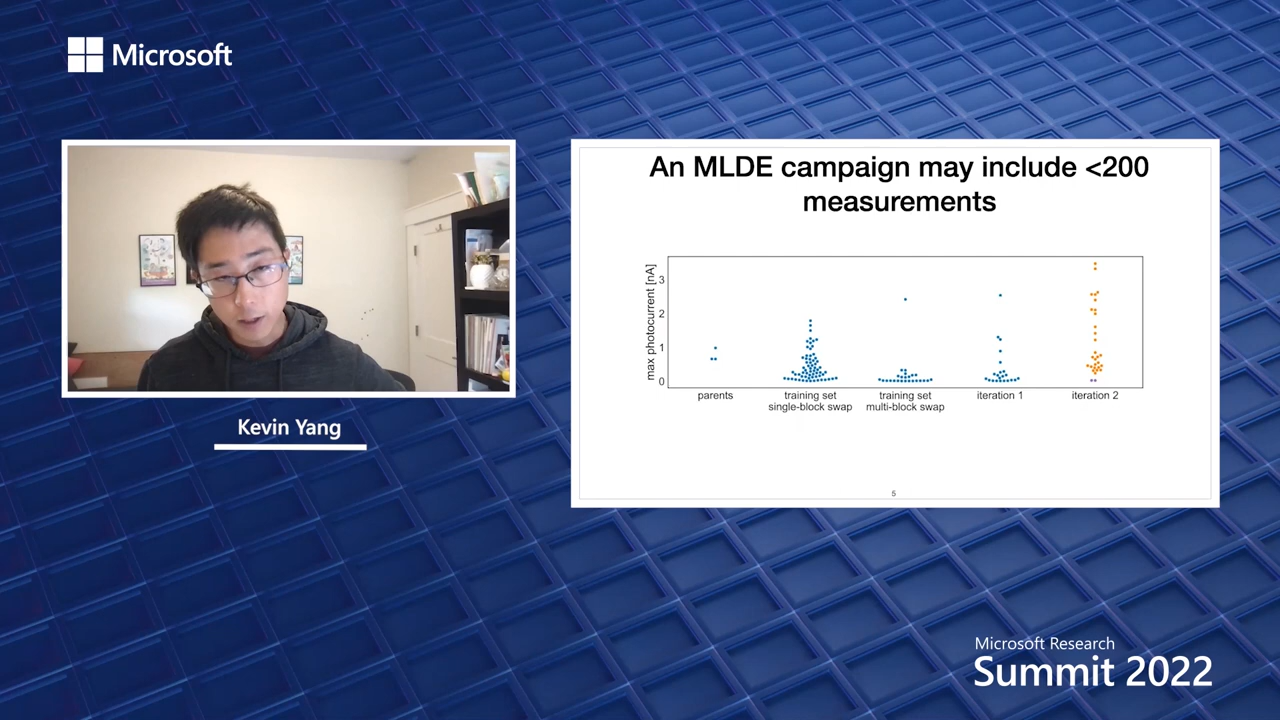 Microsoft
An MLDE campaign may include <200
measurements
max photocurrent [nA]
3
2
1
0
parents
training set
single-block swap
training set
multi-block swap
iteration 1
iteration 2
5
Kevin Yang
Microsoft Research
Summit 2022